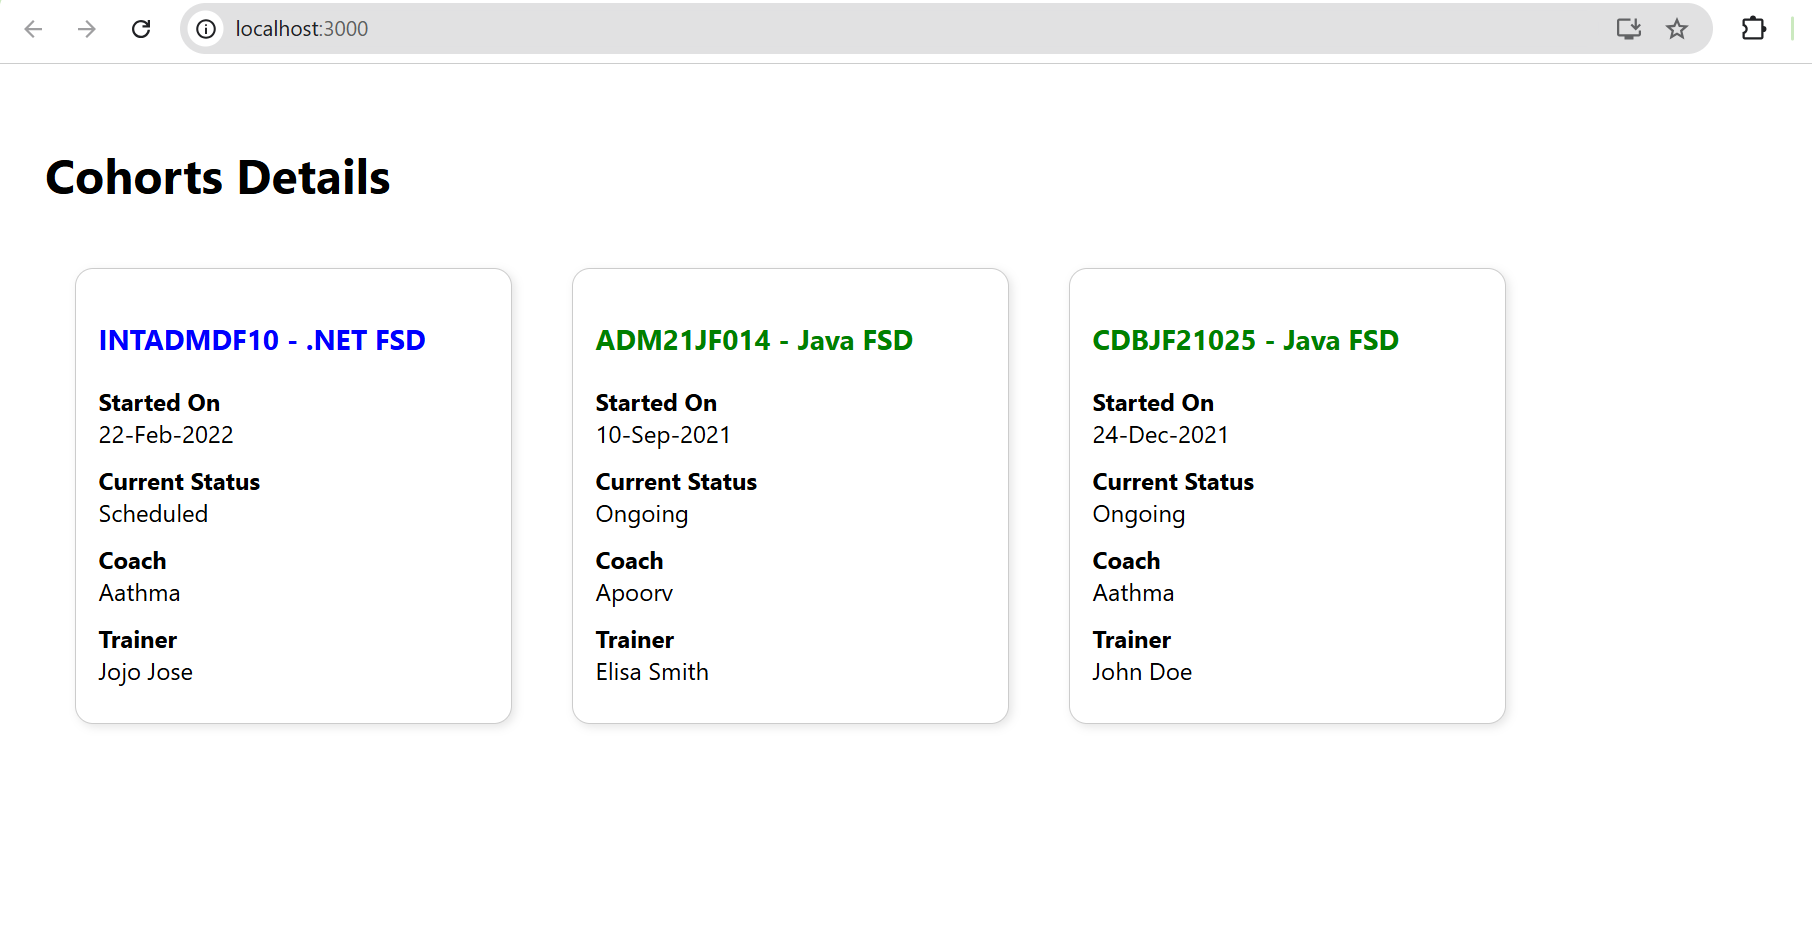 localhost:3000
Cohorts Details
INTADMDF10 - .NET FSD
Started On
22-Feb-2022
Current Status
Scheduled
Coach
Aathma
Trainer
Jojo Jose
ADM21JF014 - Java FSD
Started On
10-Sep-2021
Current Status
Ongoing
Coach
Apoorv
Trainer
Elisa Smith
CDBJF21025 - Java FSD
Started On
24-Dec-2021
Current Status
Ongoing
Coach
Aathma
Trainer
John Doe